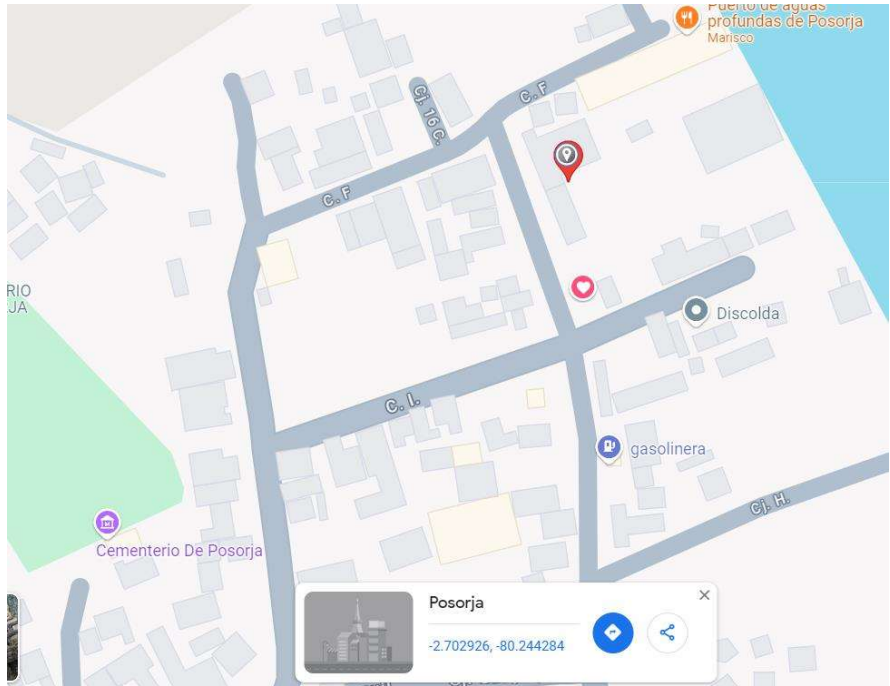 Puerto de aguas
profundas de Posorja
Marisco
C. F
Cj. 16 C.
C. F
RIO
JA
Discolda
C. I.
gasolinera
Cj. H.
Cementerio De Posorja
Posorja
-2.702926, -80.244284